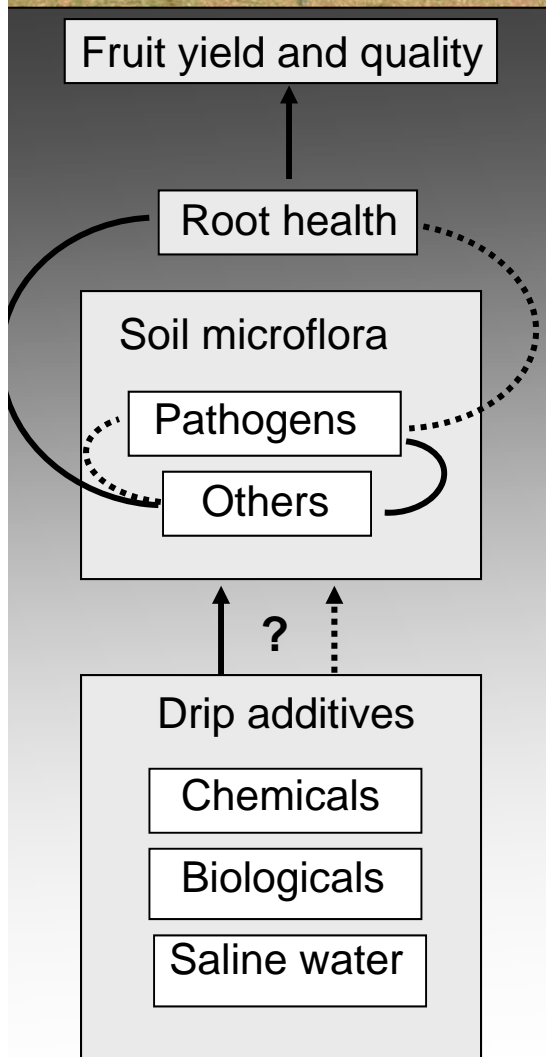 Fruit yield and quality
Root health
Soil microflora
Pathogens
Others
?
Drip additives
Chemicals
Biologicals
Saline water